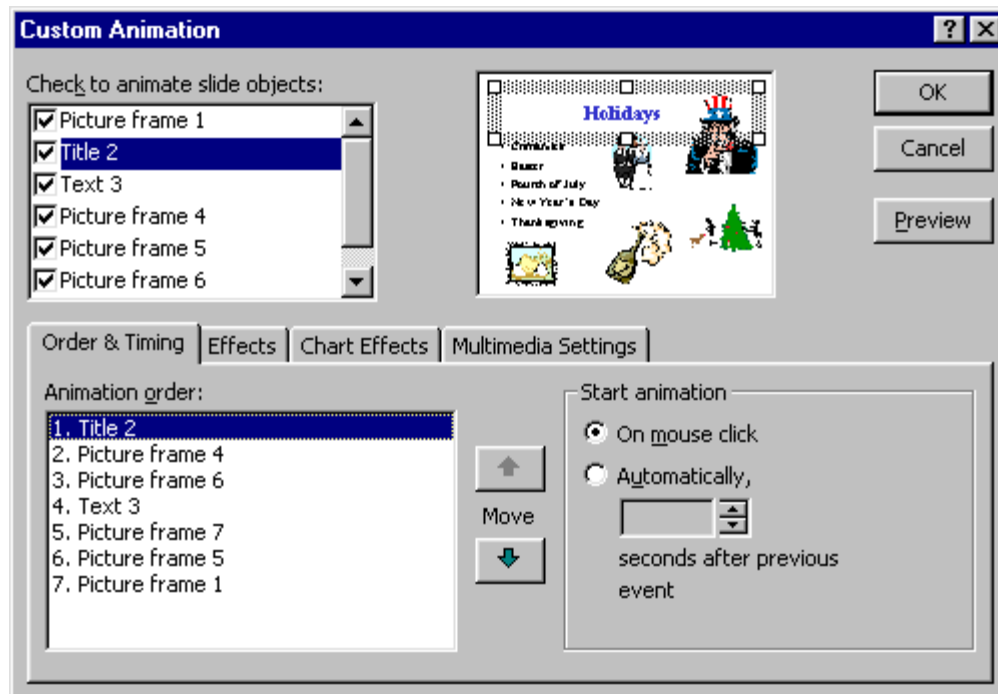 Custom Animation
Check to animate slide objects:
Picture frame 1
Title 2
Text 3
Picture frame 4
Picture frame 5
Picture frame 6
Holidays
Fourth of July
New Year's Day
Thanksgiving
OK
Cancel
Preview
Order & Timing
Effects
Chart Effects
Multimedia Settings
Animation order:
1. Title 2
2. Picture frame 4
3. Picture frame 6
4. Text 3
5. Picture frame 7
6. Picture frame 5
7. Picture frame 1
Move
Start animation
On mouse click
Automatically,
seconds after previous
event